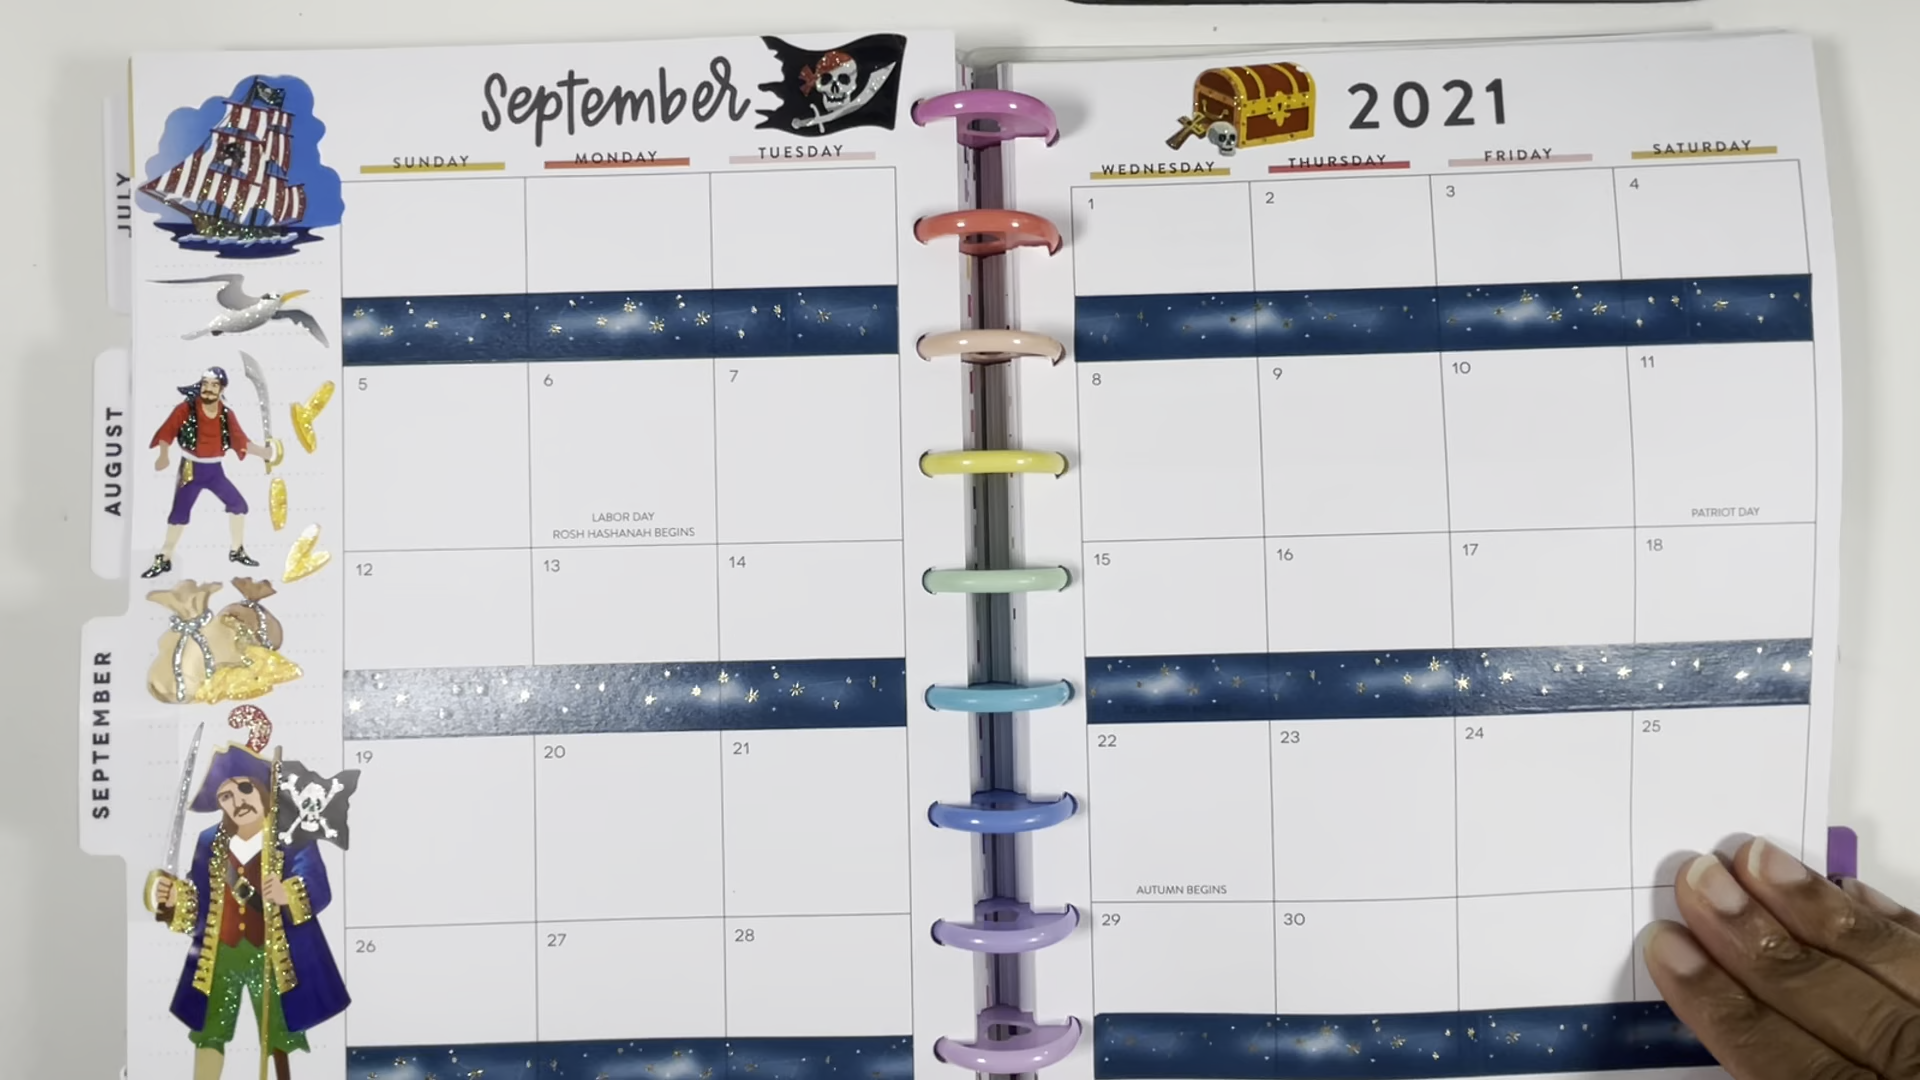 September
2021
SUNDAY MONDAY TUESDAY WEDNESDAY THURSDAY FRIDAY SATURDAY
1 2 3 4
5 6 7 8 9 10 11
LABOR DAY
ROSH HASHANAH BEGINS
PATRIOT DAY
12 13 14 15 16 17 18
19 20 21 22 23 24 25
AUTUMN BEGINS
26 27 28 29 30
JULY
AUGUST
SEPTEMBER